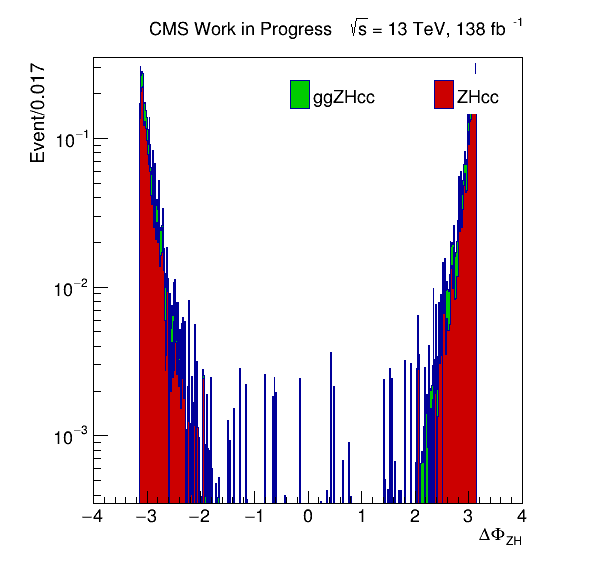 CMS Work in Progress √s = 13 TeV, 138 fb⁻¹
Event/0.017
ggZHcc ZHcc
10⁻¹
10⁻²
10⁻³
−4 −3 −2 −1 0 1 2 3 4
ΔΦ_ZH